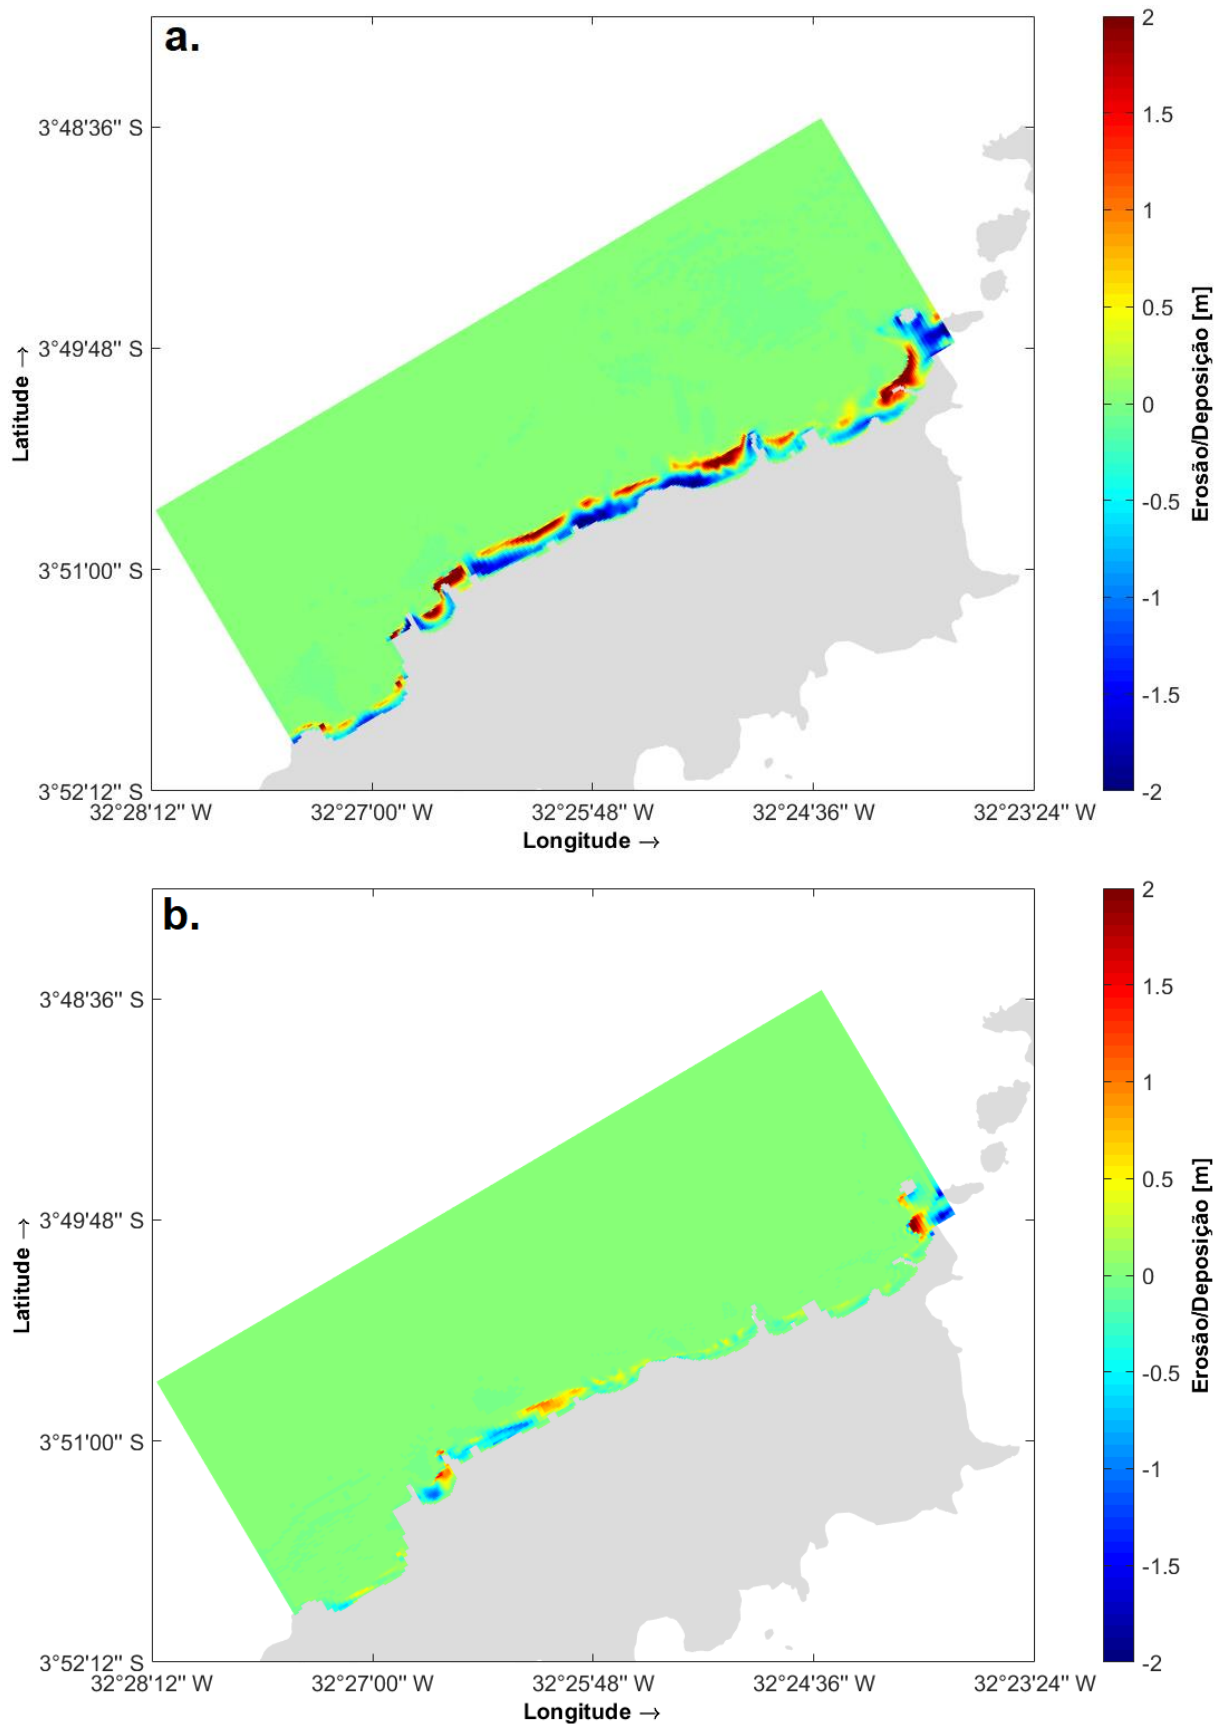 a.
3°48'36" S
3°49'48" S
3°51'00" S
3°52'12" S
Latitude →
32°28'12" W 32°27'00" W 32°25'48" W 32°24'36" W 32°23'24" W
Longitude →
2
1.5
1
0.5
0
-0.5
-1
-1.5
-2
Erosão/Deposição [m]
b.
3°48'36" S
3°49'48" S
3°51'00" S
3°52'12" S
Latitude →
32°28'12" W 32°27'00" W 32°25'48" W 32°24'36" W 32°23'24" W
Longitude →
2
1.5
1
0.5
0
-0.5
-1
-1.5
-2
Erosão/Deposição [m]